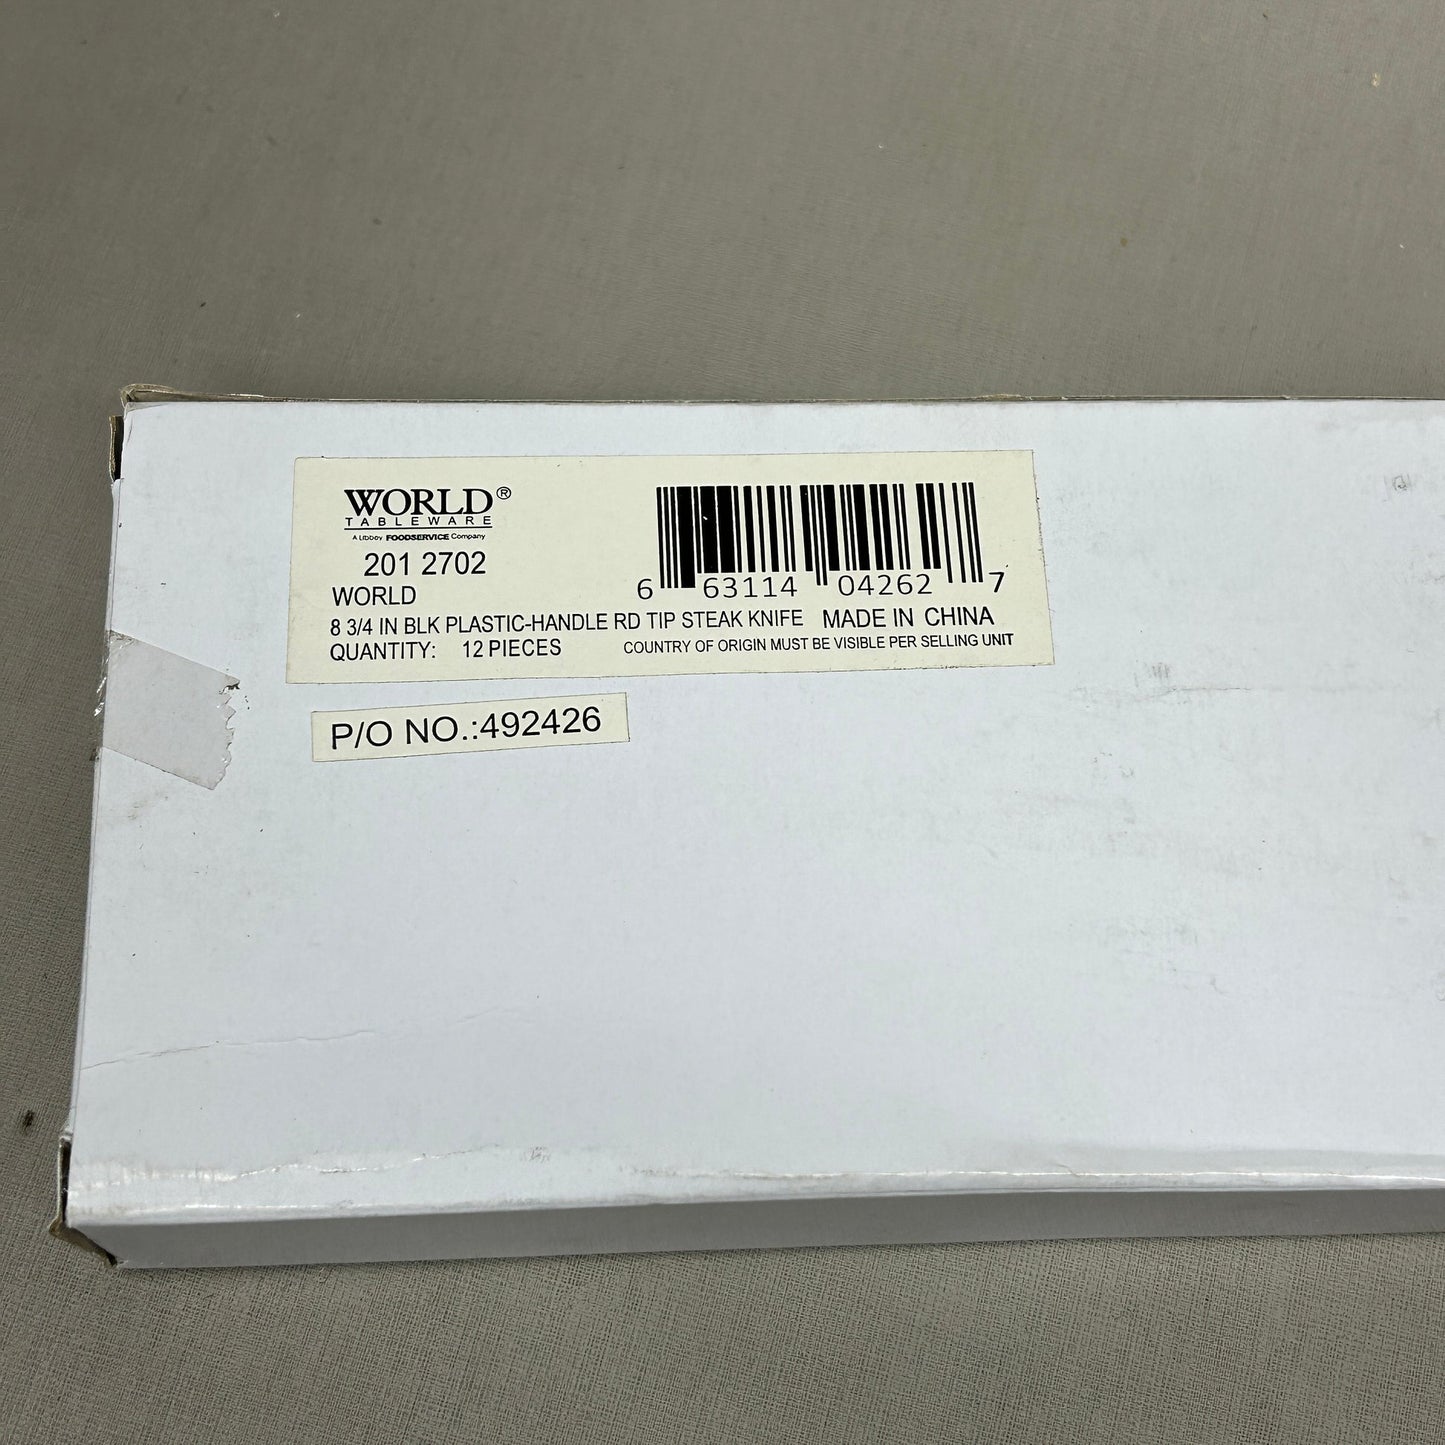 WORLD®
TABLEWARE
A Libbey FOODSERVICE Company
201 2702
WORLD
8 3/4 IN BLK PLASTIC-HANDLE RD TIP STEAK KNIFE MADE IN CHINA
QUANTITY: 12 PIECES COUNTRY OF ORIGIN MUST BE VISIBLE PER SELLING UNIT
6 63114 04262 7
P/O NO.:492426